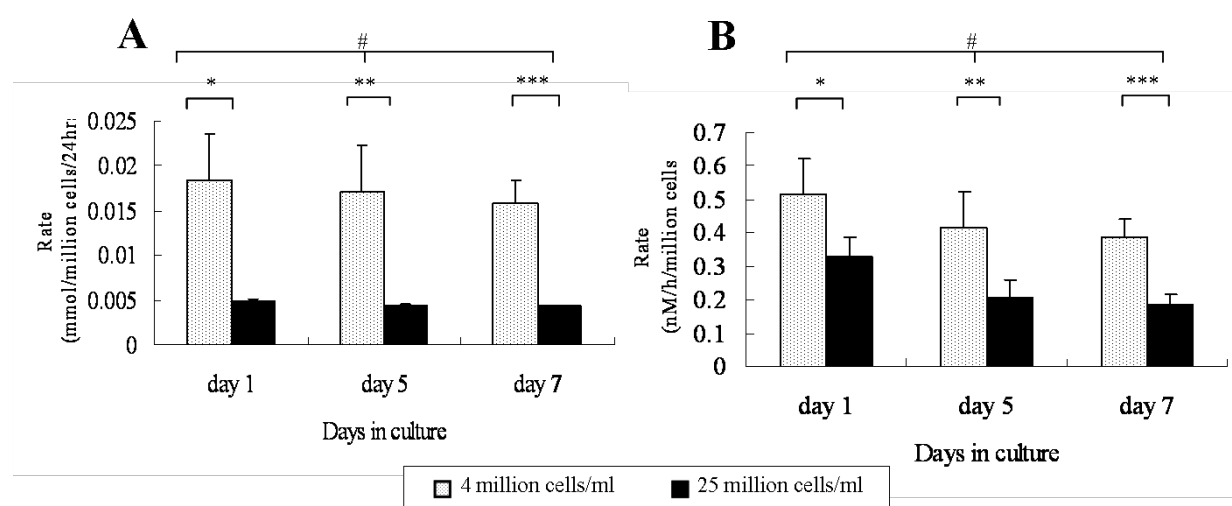 A
B
#
#
* ** ***
* ** ***
0.025
0.02
0.015
0.01
0.005
0
Rate
(mmol/million cells/24hr
day 1 day 5 day 7
Days in culture
0.7
0.6
0.5
0.4
0.3
0.2
0.1
0
Rate
(nM/h/million cells
day 1 day 5 day 7
Days in culture
4 million cells/ml 25 million cells/ml